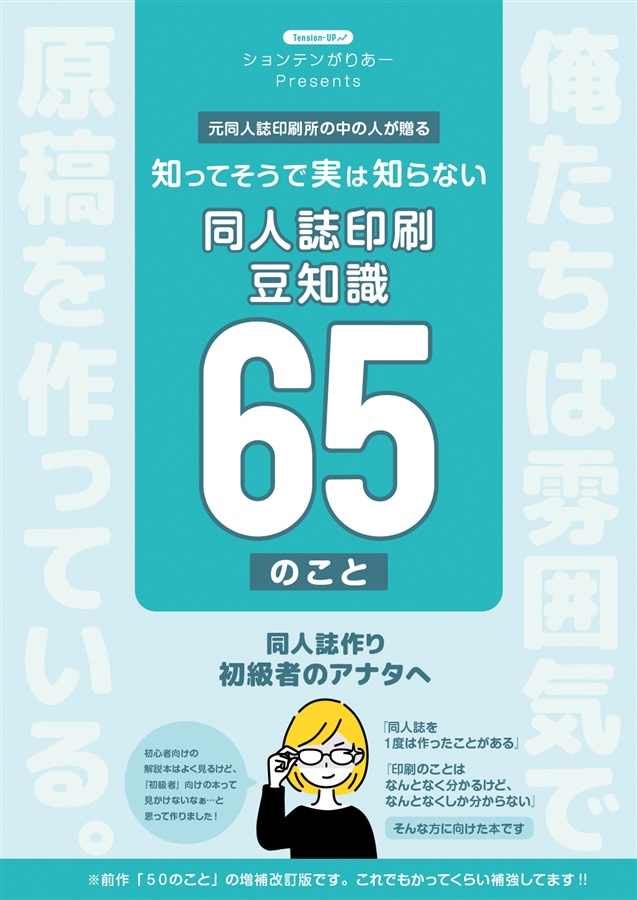 Tension-UP
ションテンがりあー
Presents
元同人誌印刷所の中の人が贈る
知ってそうで実は知らない
同人誌印刷
豆知識
65
のこと
俺たちは雰囲気で
原稿を作っている。
同人誌作り
初級者のアナタへ
初心者向けの
解説本はよく見るけど、
「初級者」向けの本って
見かけないなぁ…と
思って作りました！
『同人誌を
1度は作ったことがある』
『印刷のことは
なんとなく分かるけど、
なんとなくしか分からない』
そんな方に向けた本です
※前作「50のこと」の増補改訂版です。これでもかってくらい補強してます!!